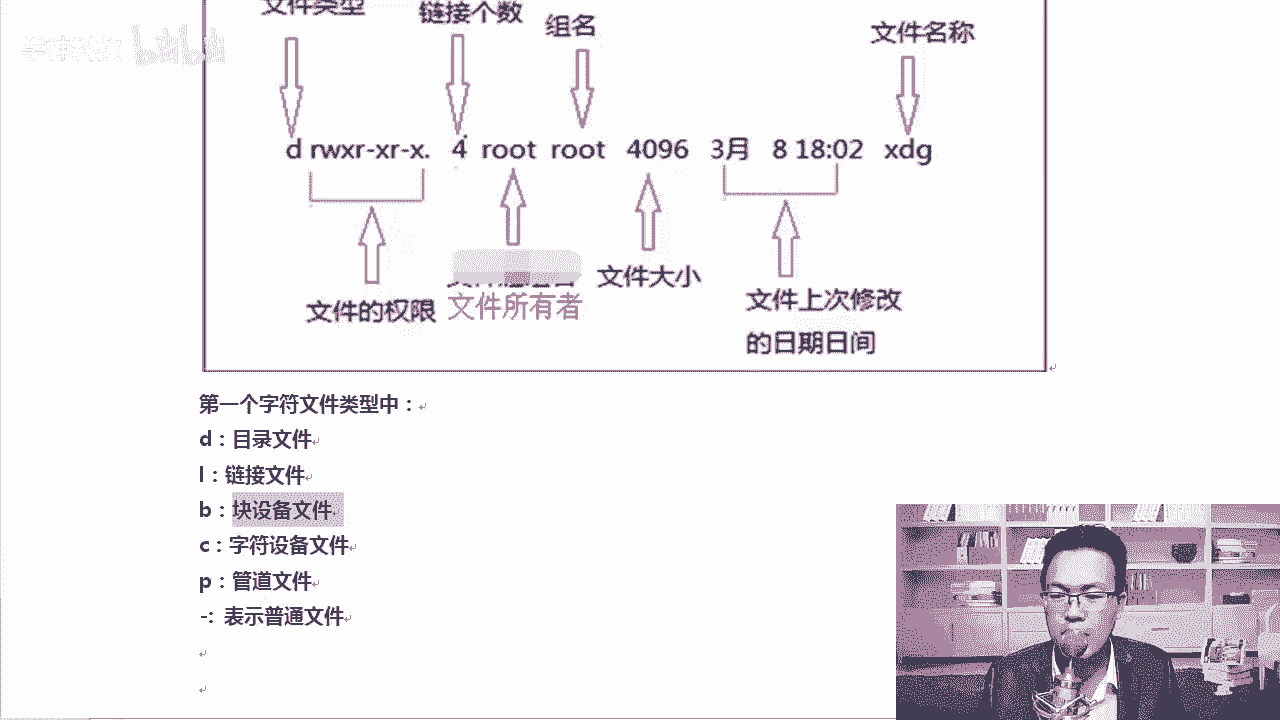 文件类型
链接个数
组名
文件名称
bilibili
d rwxr-xr-x. 4 root root 4096 3月 8 18:02 xdg
文件的权限
文件所有者
文件大小
文件上次修改
的日期日间
第一个字符文件类型中：
d：目录文件
l：链接文件
b：块设备文件
c：字符设备文件
p：管道文件
-: 表示普通文件